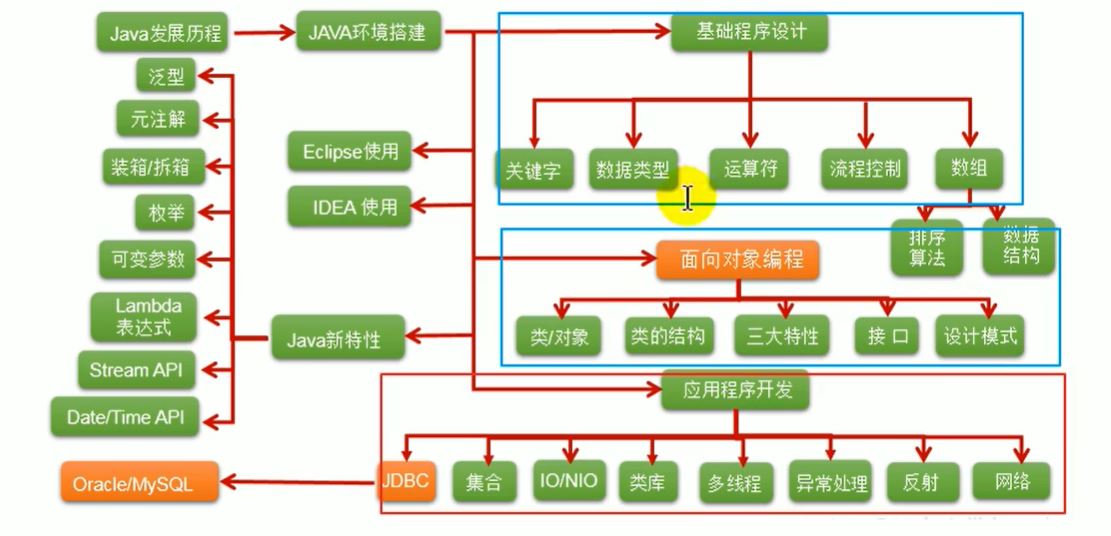 Java发展历程
JAVA环境搭建
基础程序设计
泛型
元注解
装箱/拆箱
枚举
可变参数
Lambda
表达式
Stream API
Date/Time API
Eclipse使用
IDEA 使用
Java新特性
关键字
数据类型
运算符
流程控制
数组
排序
算法
数据
结构
面向对象编程
类/对象
类的结构
三大特性
接 口
设计模式
应用程序开发
Oracle/MySQL
JDBC
集合
IO/NIO
类库
多线程
异常处理
反射
网络